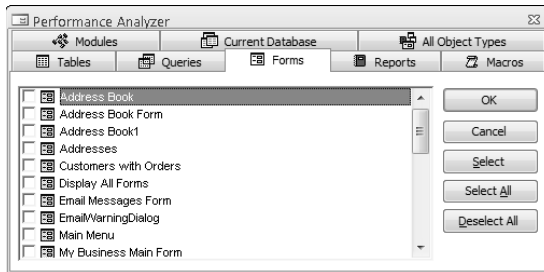 Performance Analyzer
Modules
Current Database
All Object Types
Tables
Queries
Forms
Reports
Macros
Address Book
Address Book Form
Address Book1
Addresses
Customers with Orders
Display All Forms
Email Messages Form
EmailWarningDialog
Main Menu
My Business Main Form
OK
Cancel
Select
Select All
Deselect All